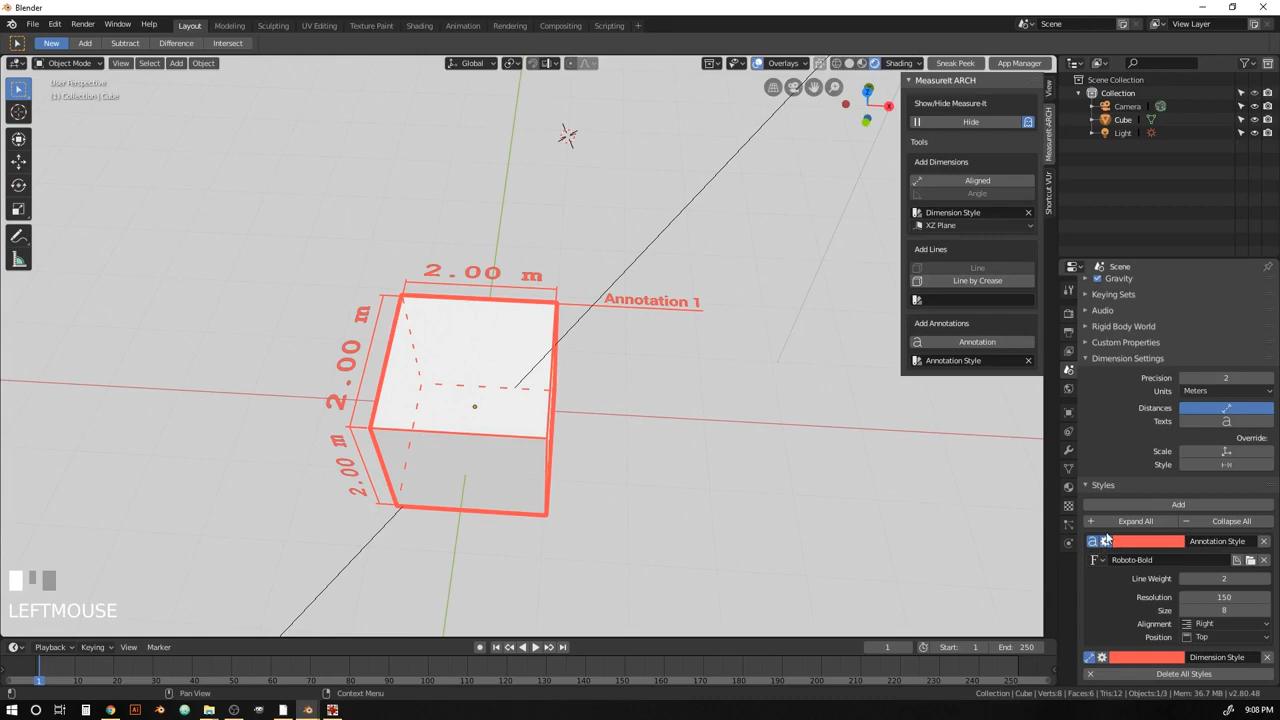 Blender
File Edit Render Window Help
Layout Modeling Sculpting UV Editing Texture Paint Shading Animation Rendering Compositing Scripting +
Scene
View Layer
New Add Subtract Difference Intersect
Object Mode View Select Add Object
Global
Overlays
Shading
Sneak Peek
App Manager
User Perspective
(1) Collection | Cube
MeasureIt ARCH
Show/Hide Measure-It
Hide
Tools
Add Dimensions
Aligned
Angle
Dimension Style
XZ Plane
Add Lines
Line
Line by Crease
Add Annotations
Annotation
Annotation Style
View
MeasureIt-ARCH
Shortcut VUr
Scene Collection
Collection
Camera
Cube
Light
2.00 m
Annotation 1
2.00 m
2.00 m
LEFTMOUSE
Scene
Gravity
Keying Sets
Audio
Rigid Body World
Custom Properties
Dimension Settings
Precision 2
Units Meters
Distances
Texts
Override:
Scale
Style
Styles
Add
Expand All
Collapse All
Annotation Style
Roboto-Bold
Line Weight 2
Resolution 150
Size 8
Alignment Right
Position Top
Dimension Style
Delete All Styles
Playback Keying View Marker
1
Start: 1
End: 250
1 10 20 30 40 50 60 70 80 90 100 110 120 130 140 150 160 170 180 190 200 210 220 230 240 250
Pan View
Context Menu
Collection | Cube | Verts:8 | Faces:6 | Tris:12 | Objects:1/3 | Mem: 36.7 MB | v2.80.48
9:08 PM